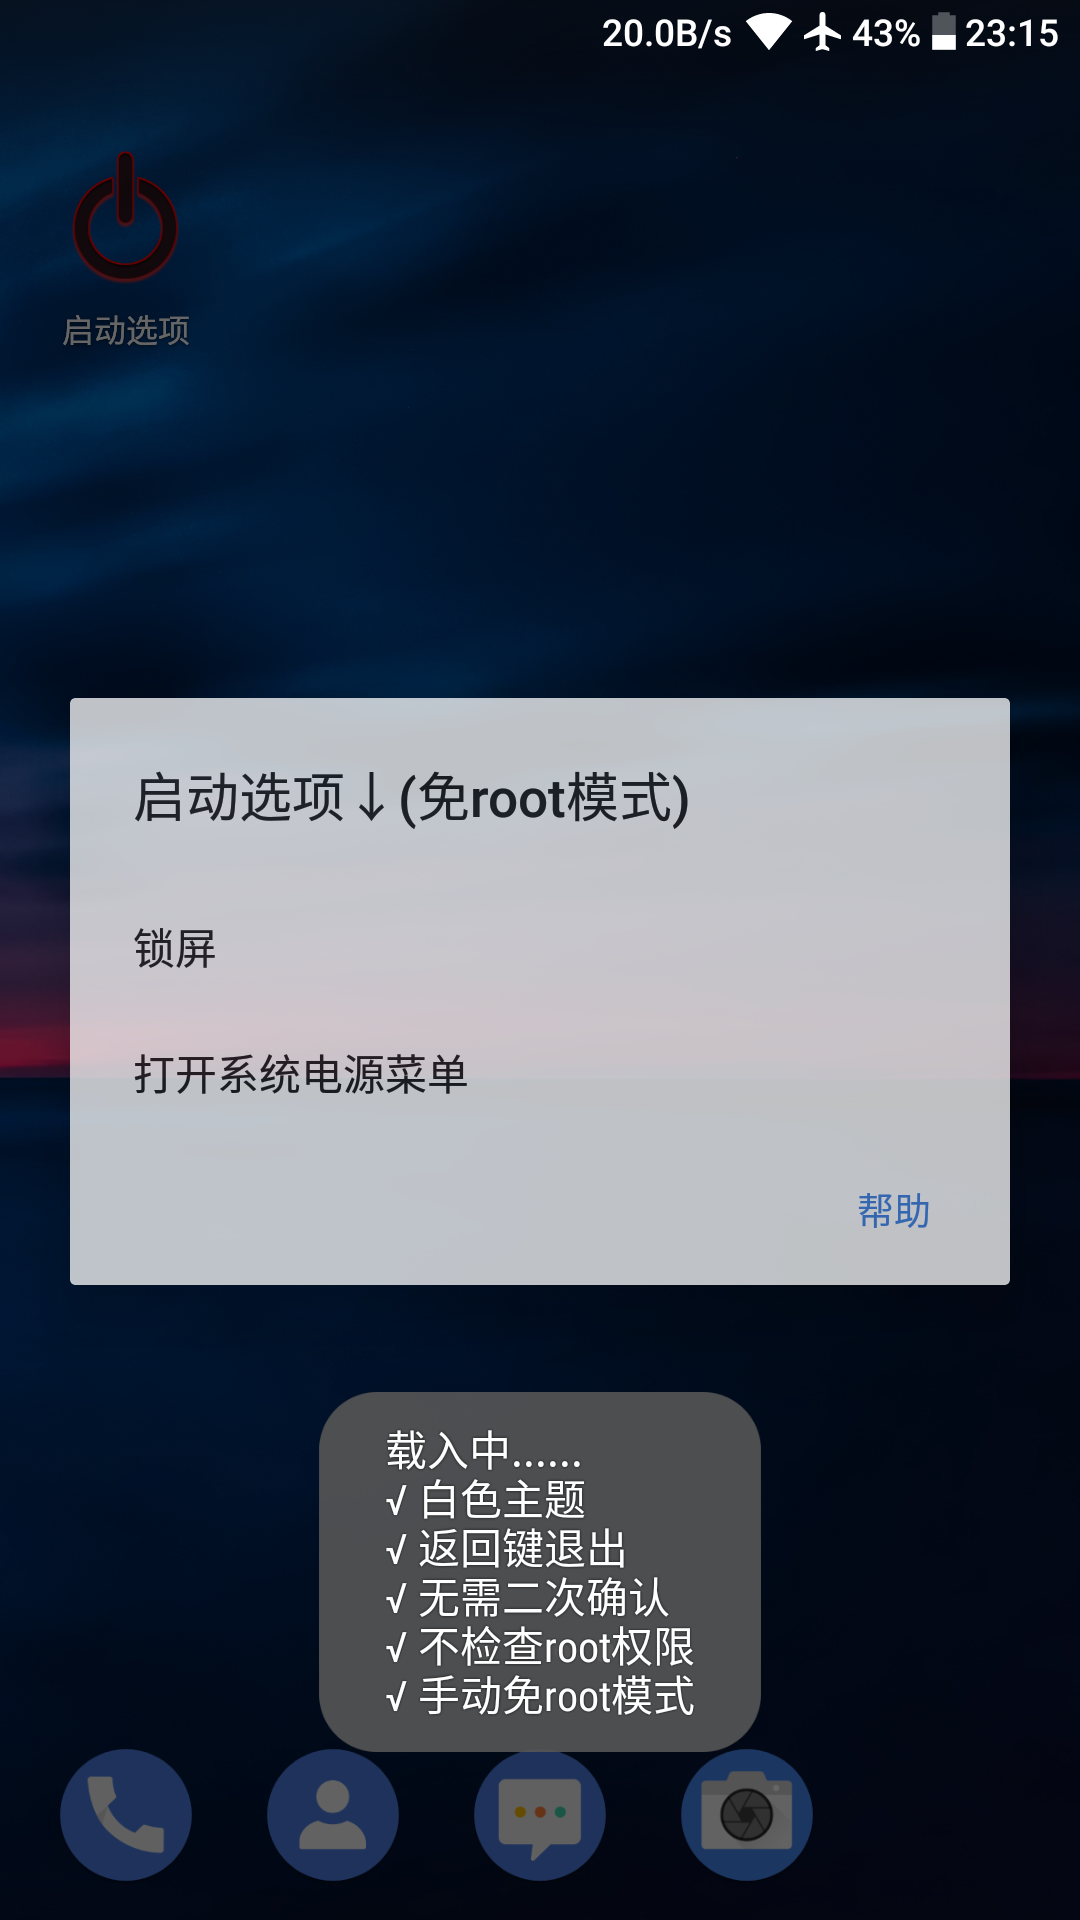 20.0B/s 43% 23:15
启动选项
启动选项↓(免root模式)
锁屏
打开系统电源菜单
帮助
载入中......
√ 白色主题
√ 返回键退出
√ 无需二次确认
√ 不检查root权限
√ 手动免root模式